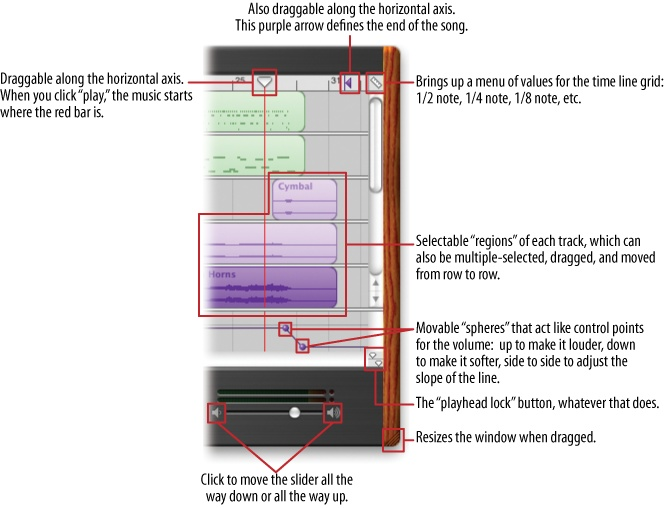 Also draggable along the horizontal axis.
This purple arrow defines the end of the song.
Draggable along the horizontal axis.
When you click “play,” the music starts
where the red bar is.
25
31
Brings up a menu of values for the time line grid:
1/2 note, 1/4 note, 1/8 note, etc.
Cymbal
Selectable “regions” of each track, which can
also be multiple-selected, dragged, and moved
from row to row.
Horns
Movable “spheres” that act like control points
for the volume: up to make it louder, down
to make it softer, side to side to adjust the
slope of the line.
The “playhead lock” button, whatever that does.
Resizes the window when dragged.
Click to move the slider all the
way down or all the way up.